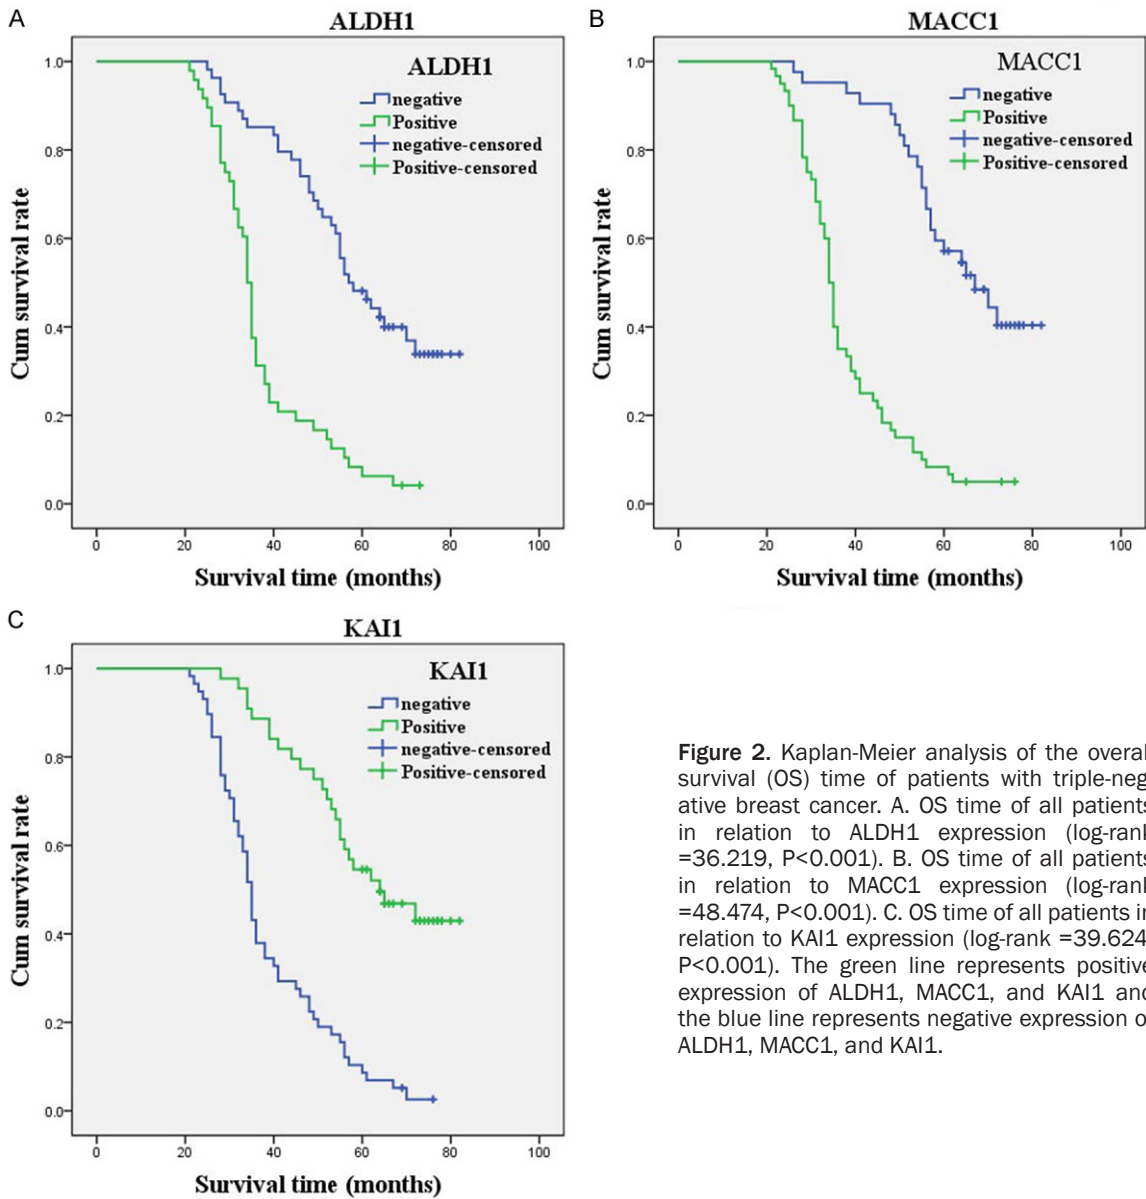 A
ALDH1
ALDH1
negative
Positive
negative-censored
Positive-censored
Cum survival rate
1.0
0.8
0.6
0.4
0.2
0.0
0 20 40 60 80 100
Survival time (months)
B
MACC1
MACC1
negative
Positive
negative-censored
Positive-censored
Cum survival rate
1.0
0.8
0.6
0.4
0.2
0.0
0 20 40 60 80 100
Survival time (months)
C
KAI1
KAI1
negative
Positive
negative-censored
Positive-censored
Cum survival rate
1.0
0.8
0.6
0.4
0.2
0.0
0 20 40 60 80 100
Survival time (months)
Figure 2. Kaplan-Meier analysis of the overall
survival (OS) time of patients with triple-neg
ative breast cancer. A. OS time of all patients
in relation to ALDH1 expression (log-rank
=36.219, P<0.001). B. OS time of all patients
in relation to MACC1 expression (log-rank
=48.474, P<0.001). C. OS time of all patients in
relation to KAI1 expression (log-rank =39.624
P<0.001). The green line represents positive
expression of ALDH1, MACC1, and KAI1 and
the blue line represents negative expression o
ALDH1, MACC1, and KAI1.